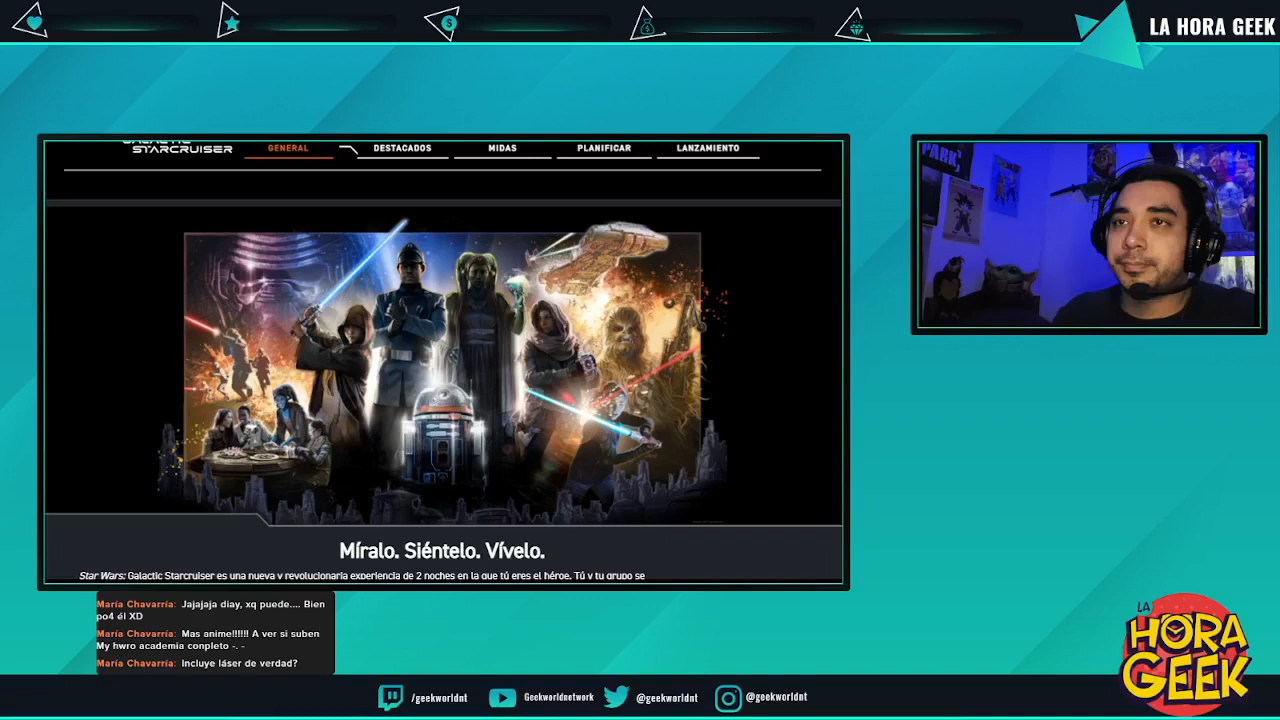 LA HORA GEEK
GALACTIC
STARCRUISER
GENERAL
DESTACADOS
MIDAS
PLANIFICAR
LANZAMIENTO
PARK
Míralo. Siéntelo. Vívelo.
Star Wars: Galactic Starcruiser es una nueva y revolucionaria experiencia de 2 noches en la que tú eres el héroe. Tú y tu grupo se
María Chavarría: Jajajaja diay, xq puede.... Bien
po4 él XD
María Chavarría: Mas anime!!!!!! A ver si suben
My hwro academia conpleto -. -
María Chavarría: Incluye láser de verdad?
LA
HORA
GEEK
/geekworldnt
Geekworldnetwork
@geekworldnt
@geekworldnt